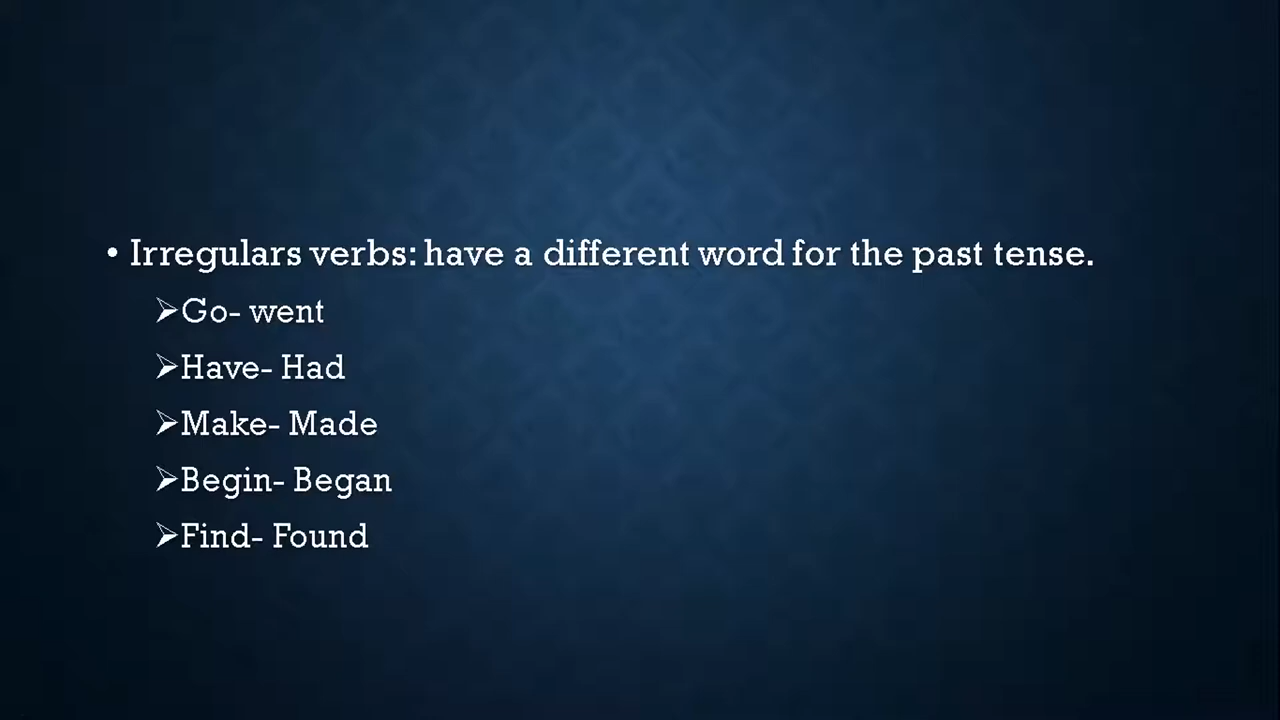 • Irregulars verbs: have a different word for the past tense.
➢Go- went
➢Have- Had
➢Make- Made
➢Begin- Began
➢Find- Found